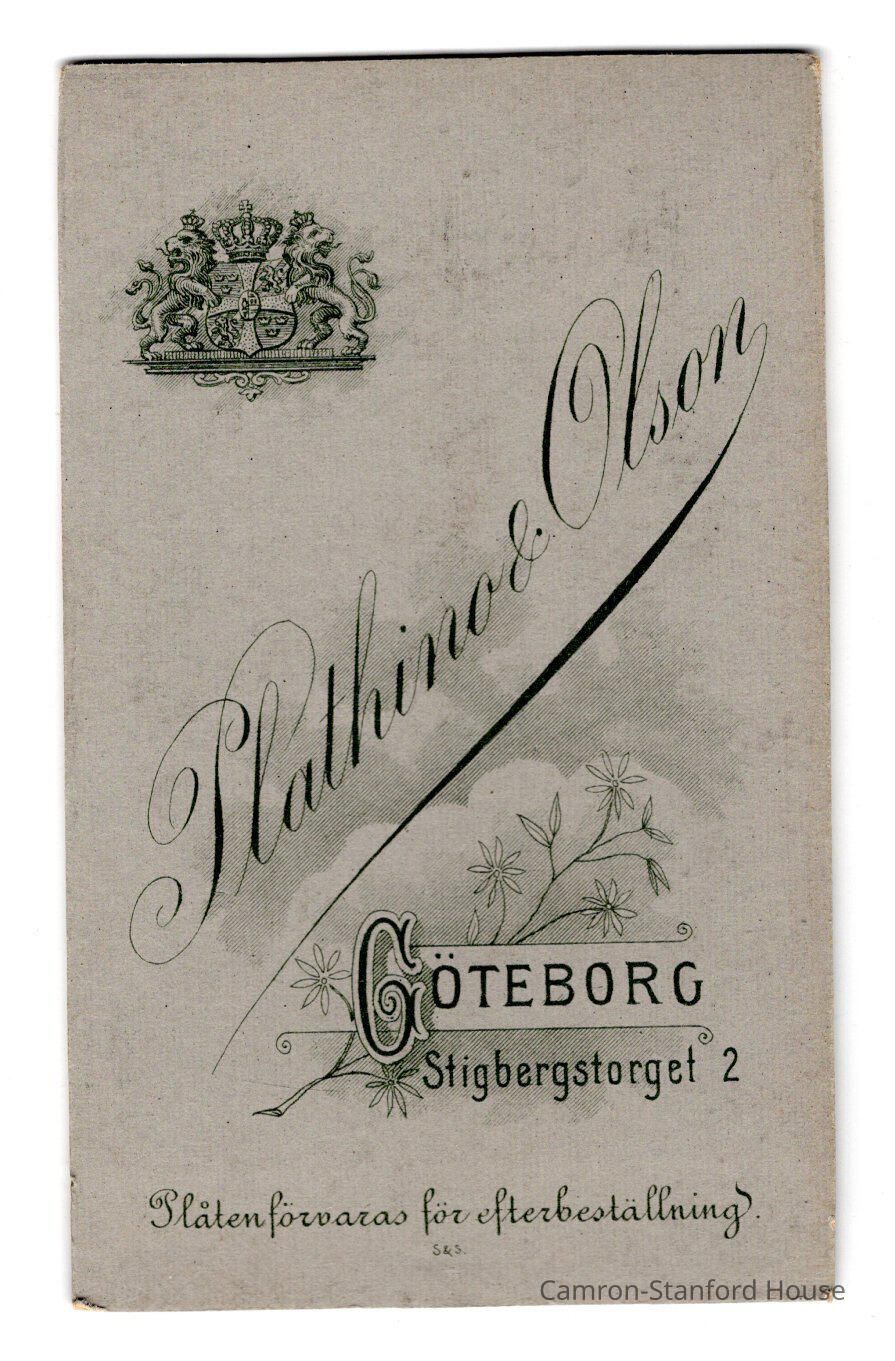 Plathino & Olson
GÖTEBORG
Stigbergstorget 2
Plåten förvaras för efterbeställning.
S&S.
Camron-Stanford House